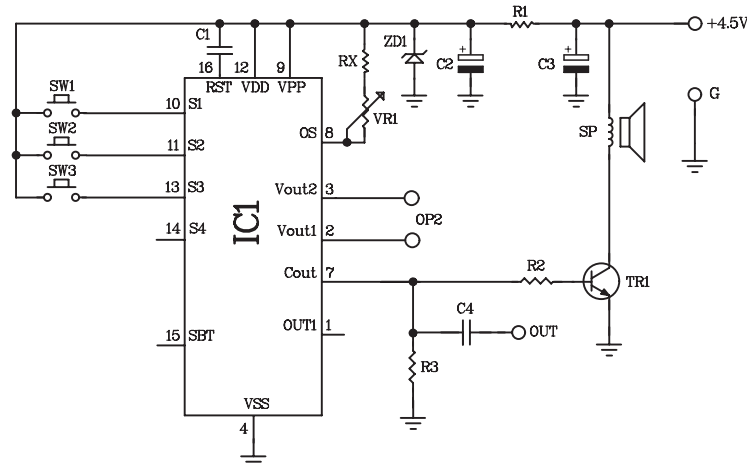 R1
+4.5V
C1
ZD1
+
C2
+
C3
RX
16
12
9
RST
VDD
VPP
SW1
10
S1
VR1
G
OS
8
SP
SW2
11
S2
SW3
13
S3
IC1
Vout2
3
OP2
14
S4
Vout1
2
Cout
7
R2
TR1
C4
OUT
15
SBT
OUT1
1
R3
VSS
4